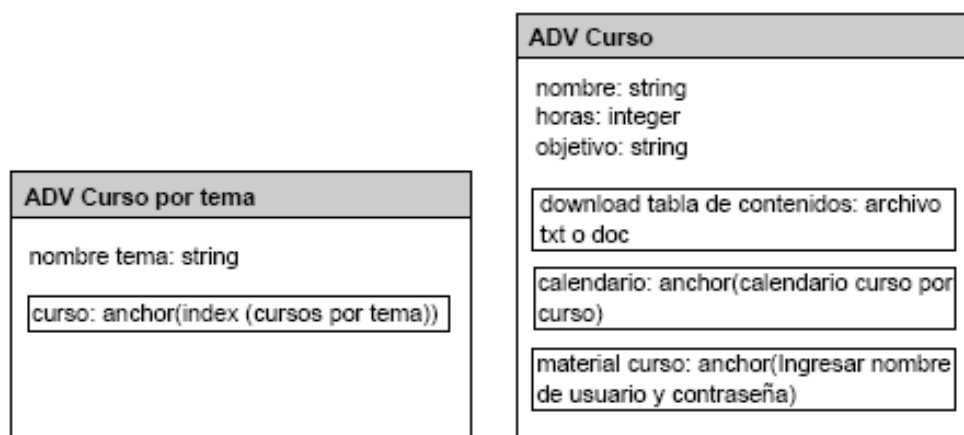 ADV Curso por tema
nombre tema: string
curso: anchor(index (cursos por tema))
ADV Curso
nombre: string
horas: integer
objetivo: string
download tabla de contenidos: archivo
txt o doc
calendario: anchor(calendario curso por
curso)
material curso: anchor(Ingresar nombre
de usuario y contraseña)